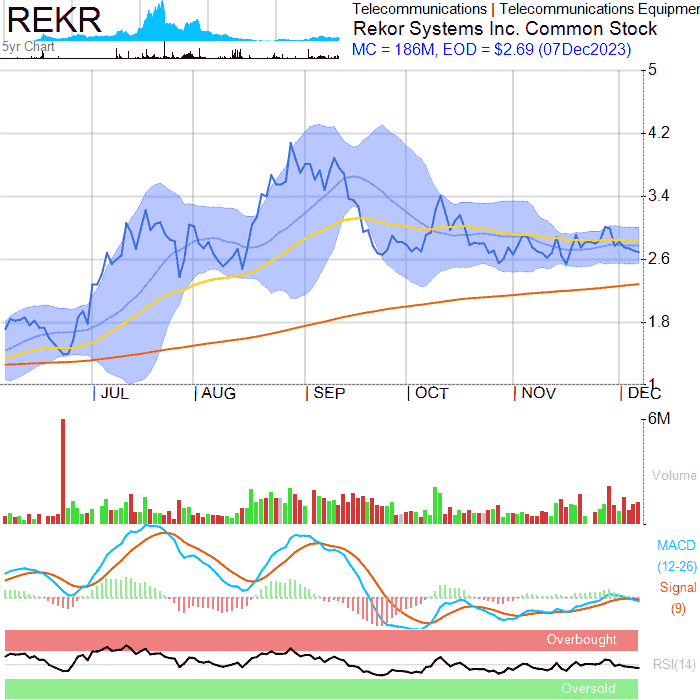 REKR
5yr Chart
Telecommunications | Telecommunications Equipmen
Rekor Systems Inc. Common Stock
MC = 186M, EOD = $2.69 (07Dec2023)
5
4.2
3.4
2.6
1.8
1
JUL AUG SEP OCT NOV DEC
6M
Volume
MACD
(12-26)
Signal
(9)
Overbought
RSI(14)
Oversold